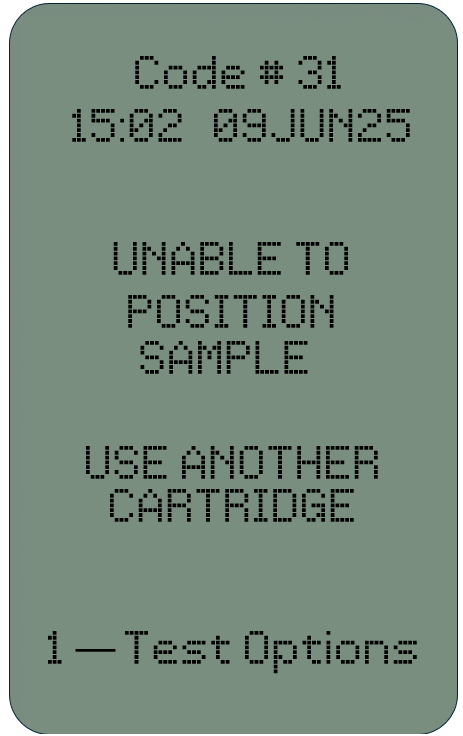 Code # 31
15:02 09JUN25
UNABLE TO
POSITION
SAMPLE
USE ANOTHER
CARTRIDGE
1 — Test Options